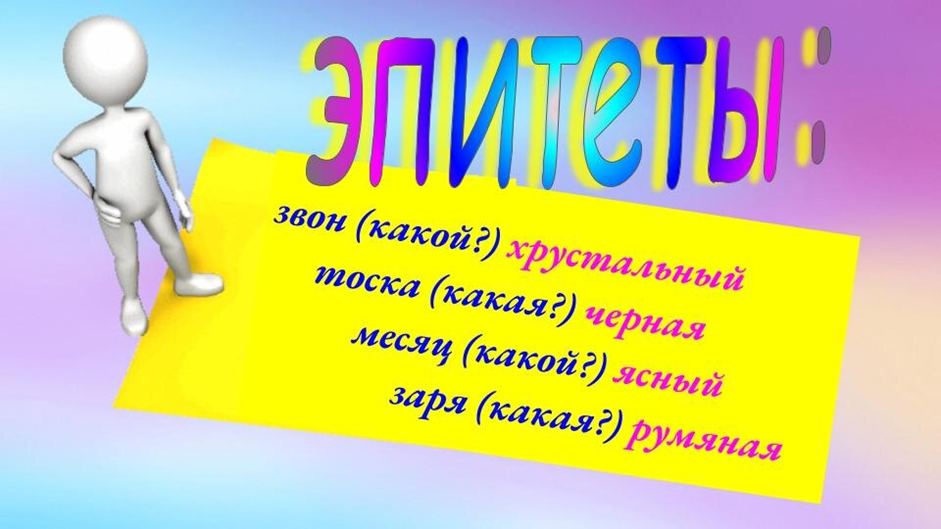 эпитеты:
звон (какой?) хрустальный
тоска (какая?) черная
месяц (какой?) ясный
заря (какая?) румяная